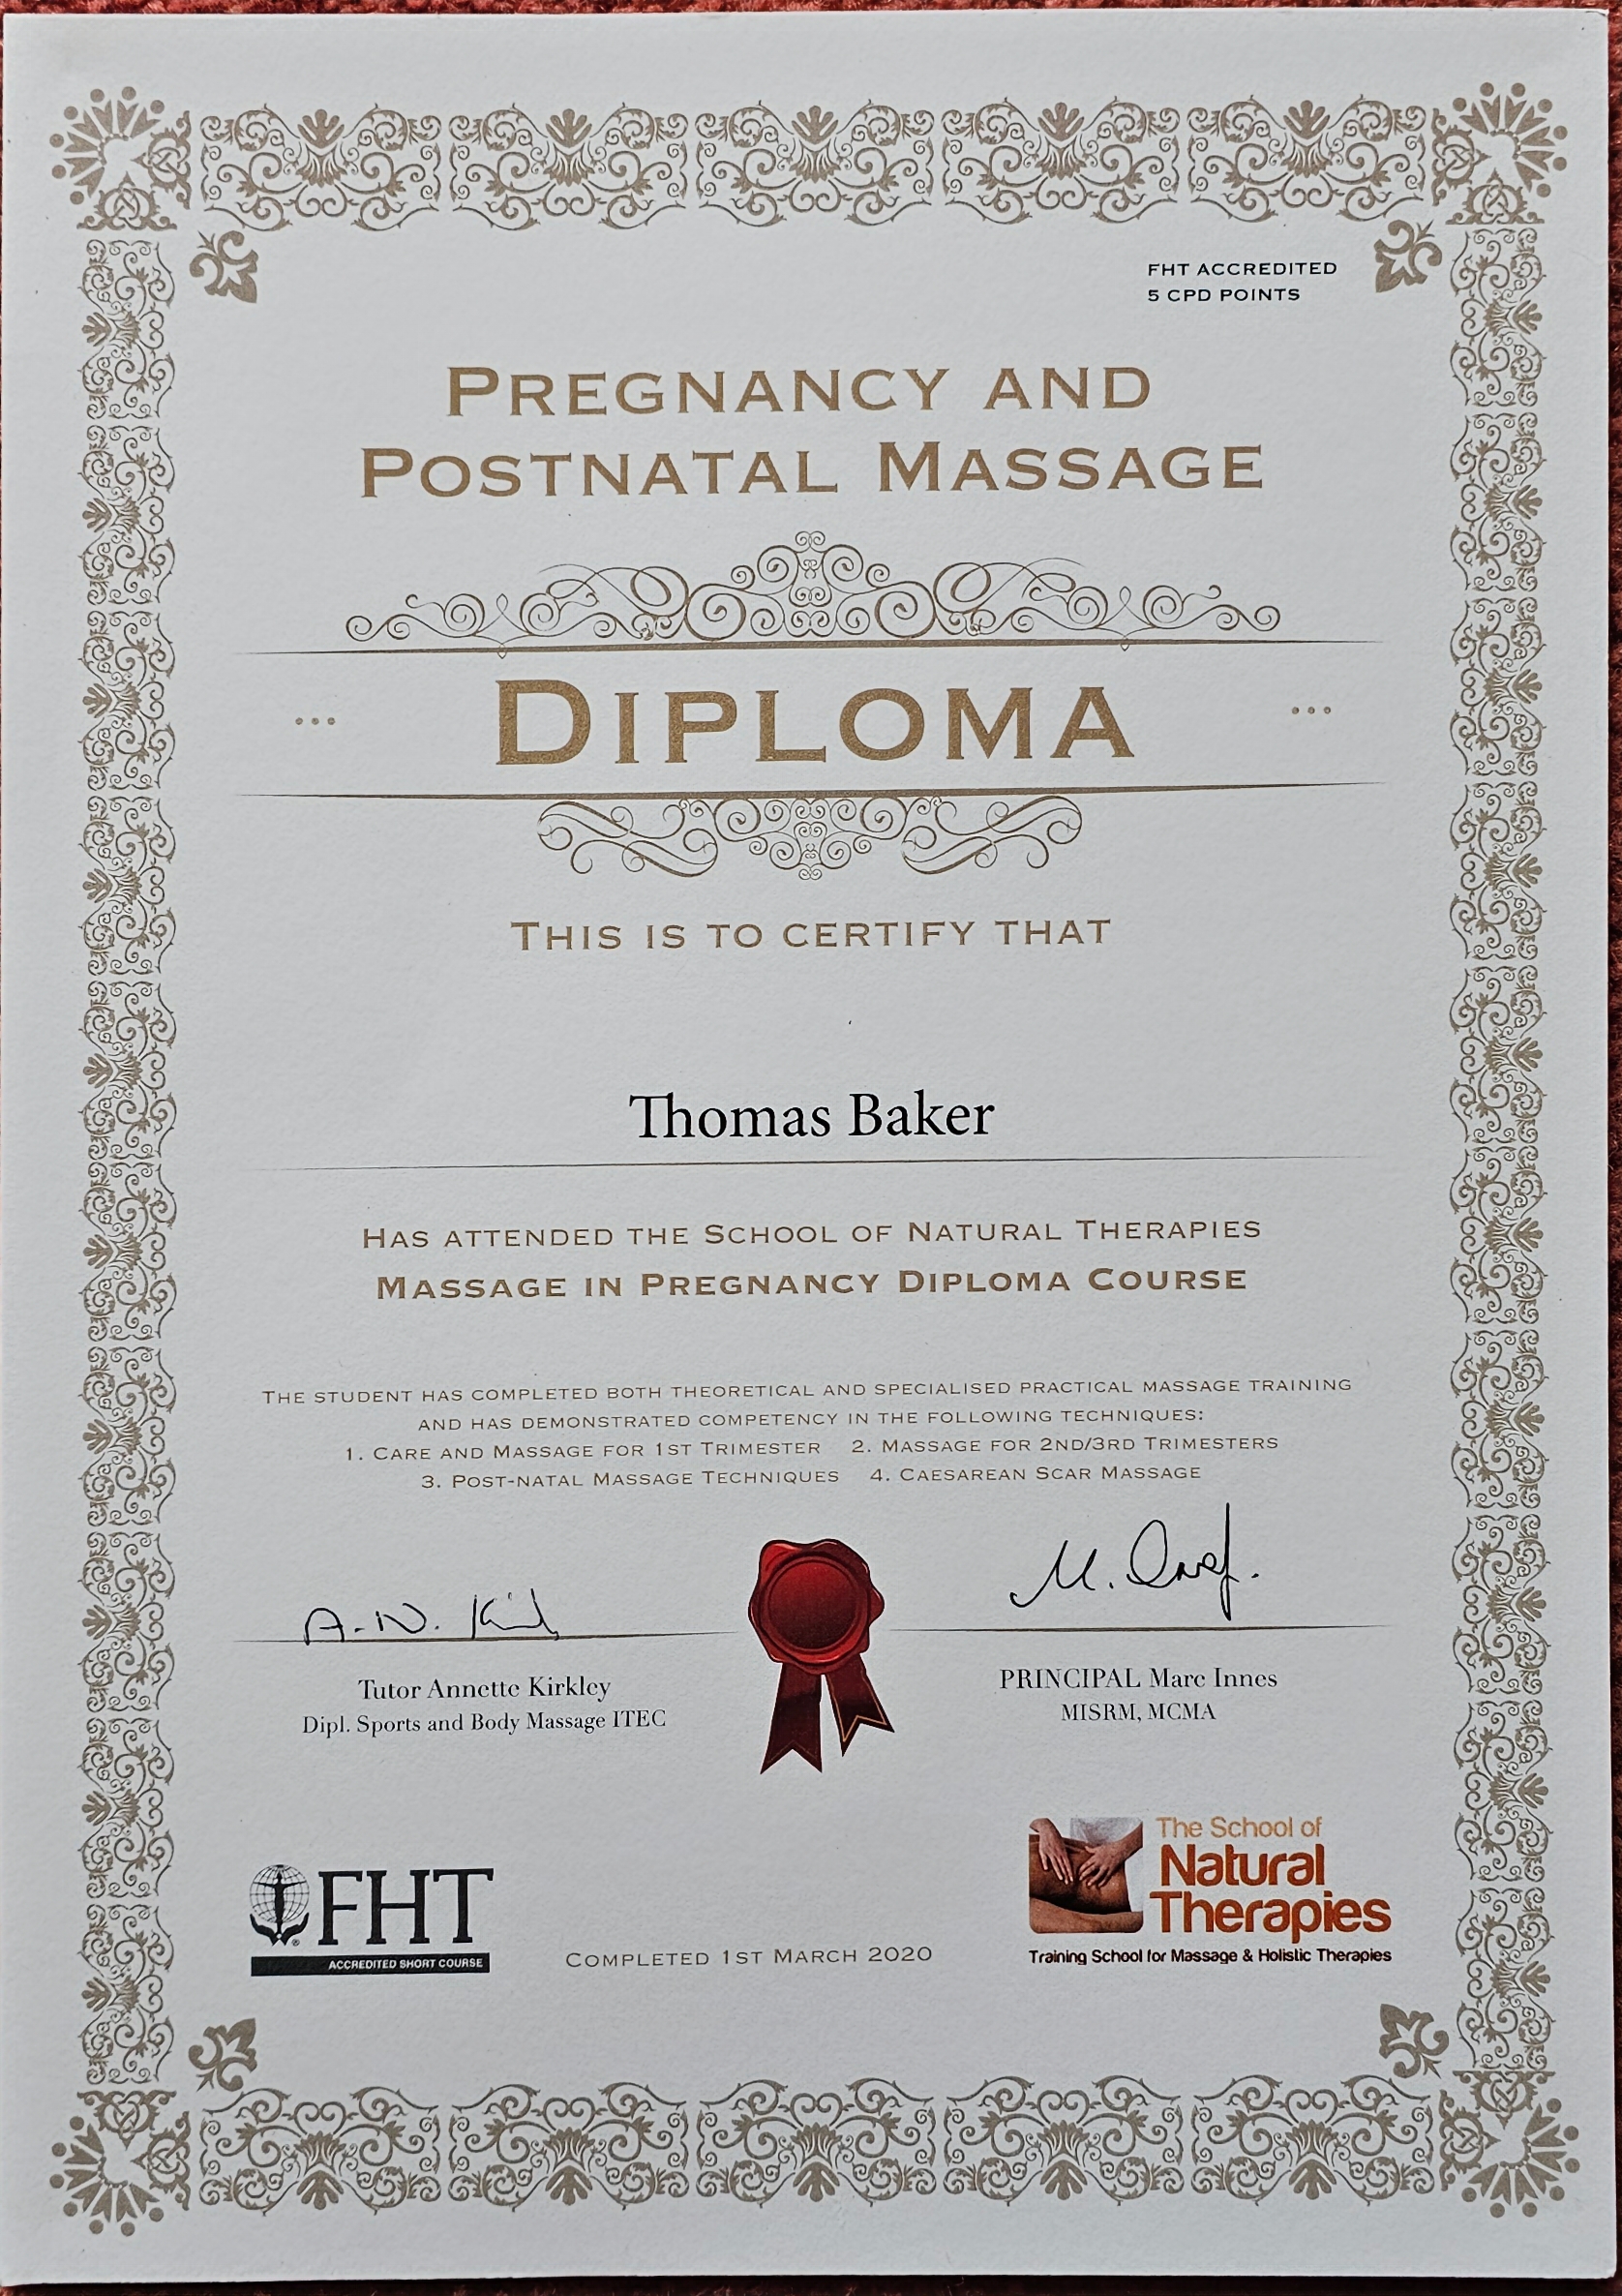 FHT ACCREDITED
5 CPD POINTS
PREGNANCY AND
POSTNATAL MASSAGE
DIPLOMA
THIS IS TO CERTIFY THAT
Thomas Baker
HAS ATTENDED THE SCHOOL OF NATURAL THERAPIES
MASSAGE IN PREGNANCY DIPLOMA COURSE
THE STUDENT HAS COMPLETED BOTH THEORETICAL AND SPECIALISED PRACTICAL MASSAGE TRAINING
AND HAS DEMONSTRATED COMPETENCY IN THE FOLLOWING TECHNIQUES:
1. CARE AND MASSAGE FOR 1ST TRIMESTER 2. MASSAGE FOR 2ND/3RD TRIMESTERS
3. POST-NATAL MASSAGE TECHNIQUES 4. CAESAREAN SCAR MASSAGE
A. N.
M.
Tutor Annette Kirkley
Dipl. Sports and Body Massage ITEC
PRINCIPAL Marc Innes
MISRM, MCMA
FHT
ACCREDITED SHORT COURSE
COMPLETED 1ST MARCH 2020
The School of
Natural
Therapies
Training School for Massage & Holistic Therapies